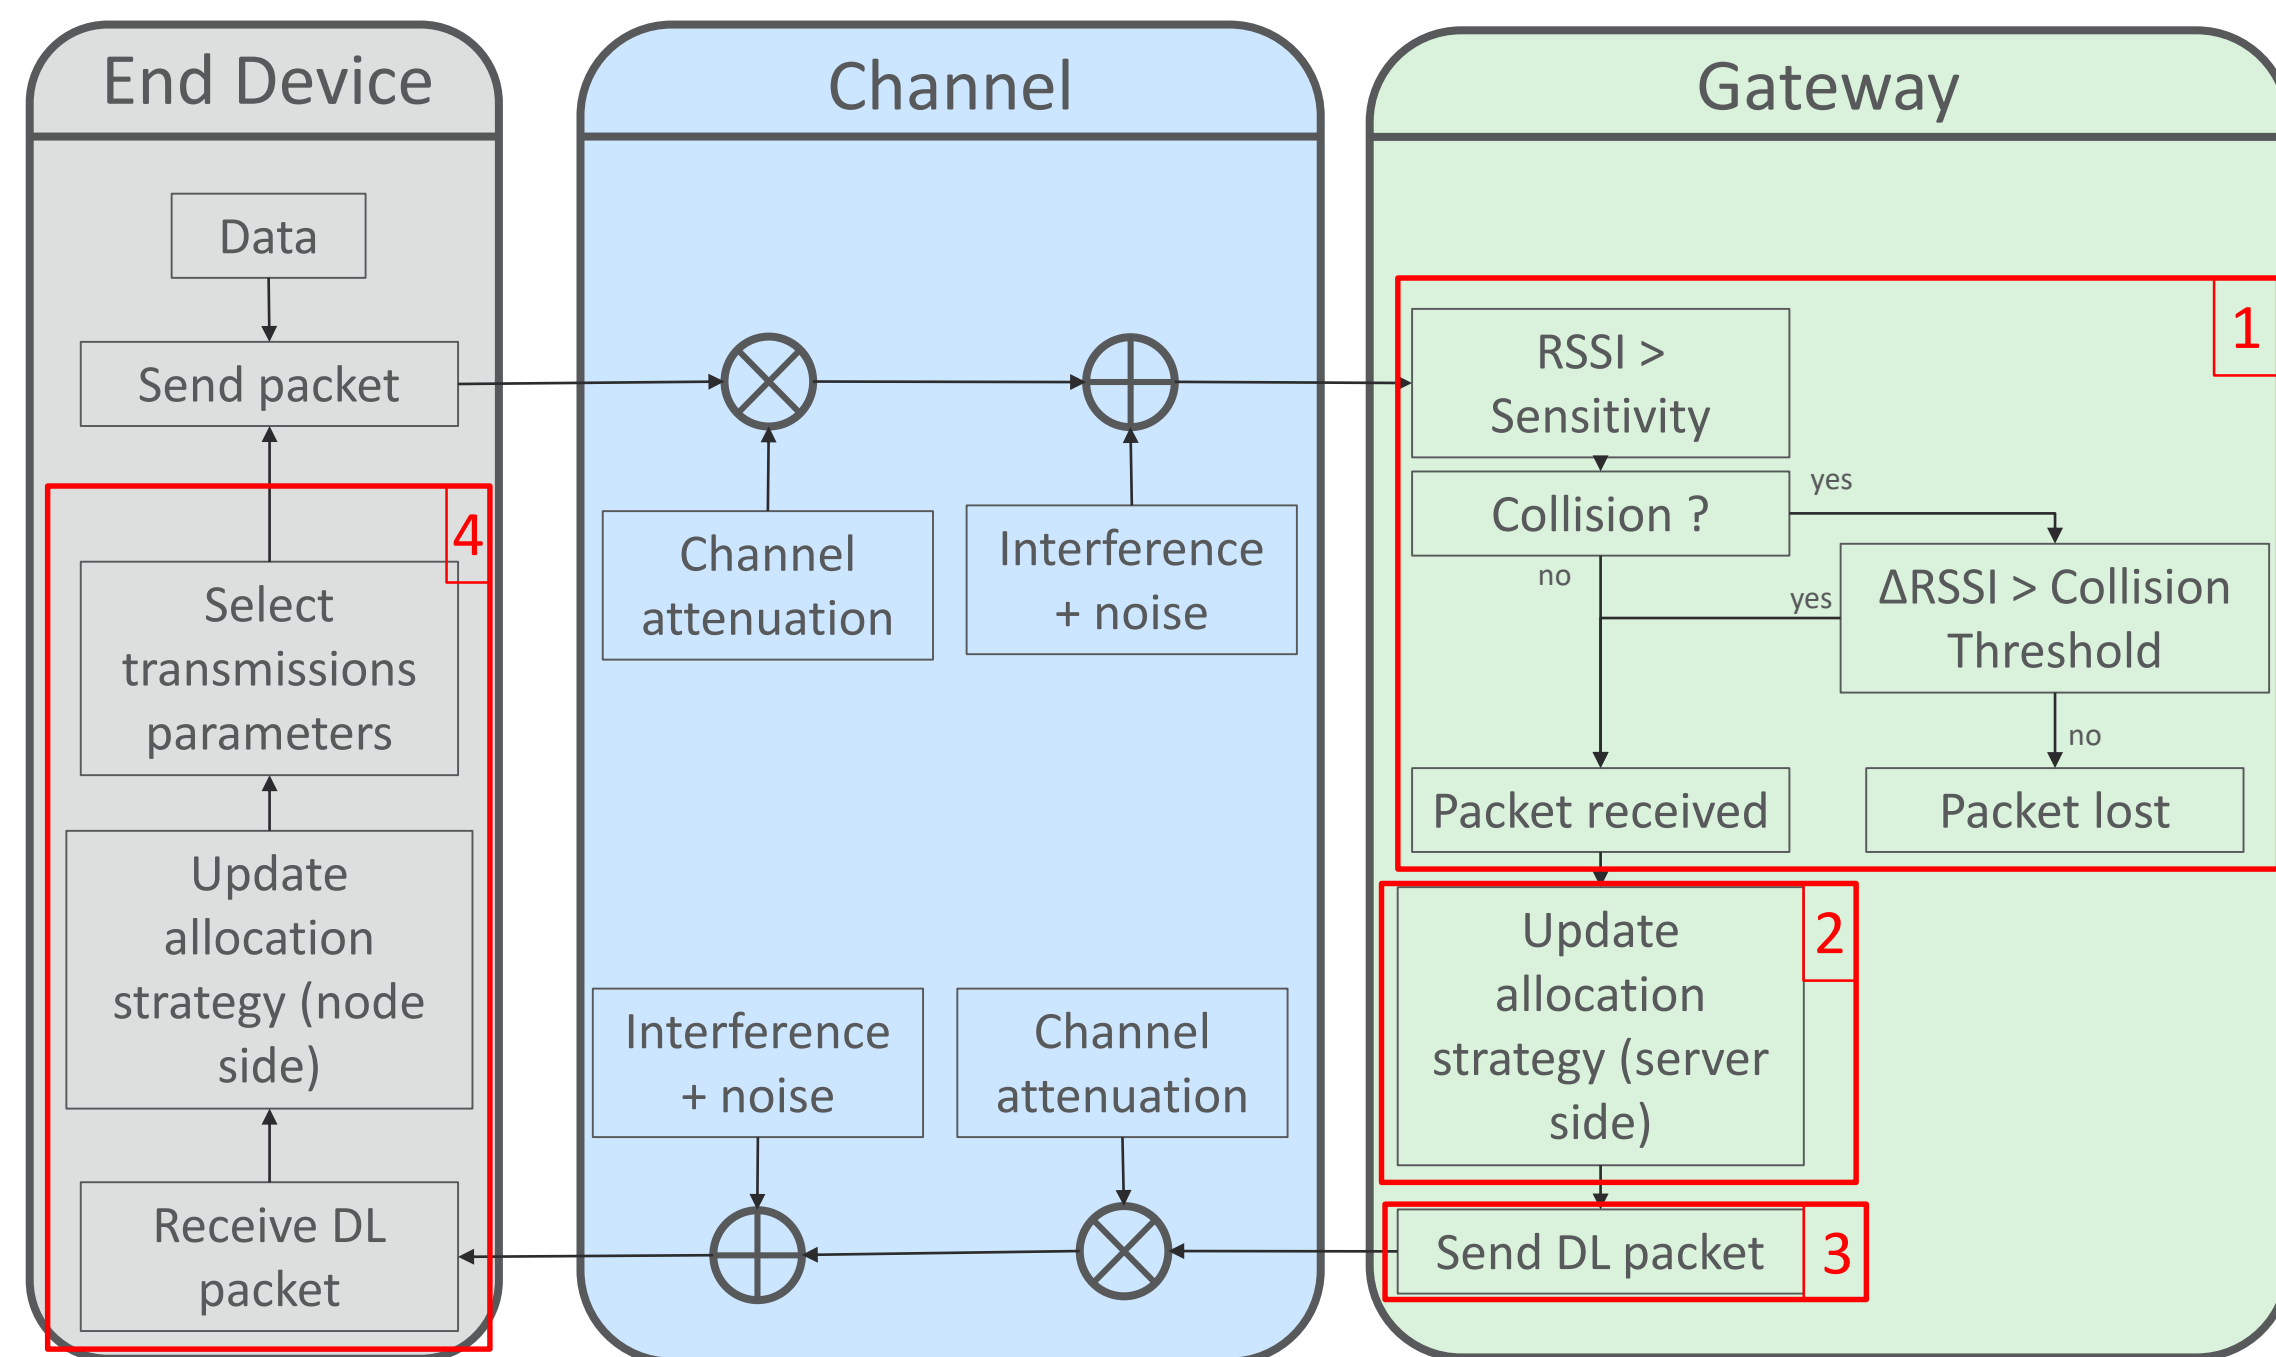 End Device
Data
Send packet
4
Select
transmissions
parameters
Update
allocation
strategy (node
side)
Receive DL
packet
Channel
Channel
attenuation
Interference
+ noise
Interference
+ noise
Channel
attenuation
Gateway
1
RSSI >
Sensitivity
Collision ?
yes
no
yes
ΔRSSI > Collision
Threshold
no
Packet received
Packet lost
2
Update
allocation
strategy (server
side)
Send DL packet
3